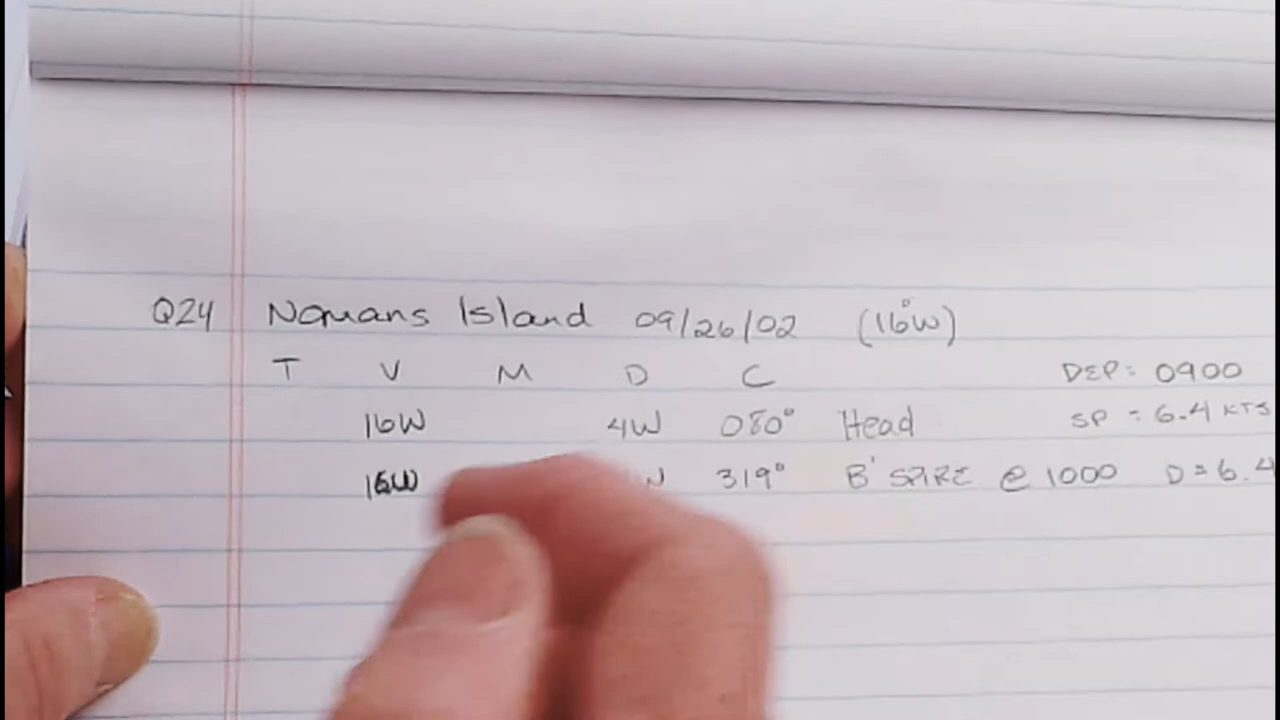 Q24 Nomans Island 09/26/02 (16°W)
T V M D C DEP: 0900
16W 4W 080° Head SP = 6.4 KTS
16W W 319° B' SPIRE @ 1000 D = 6.4